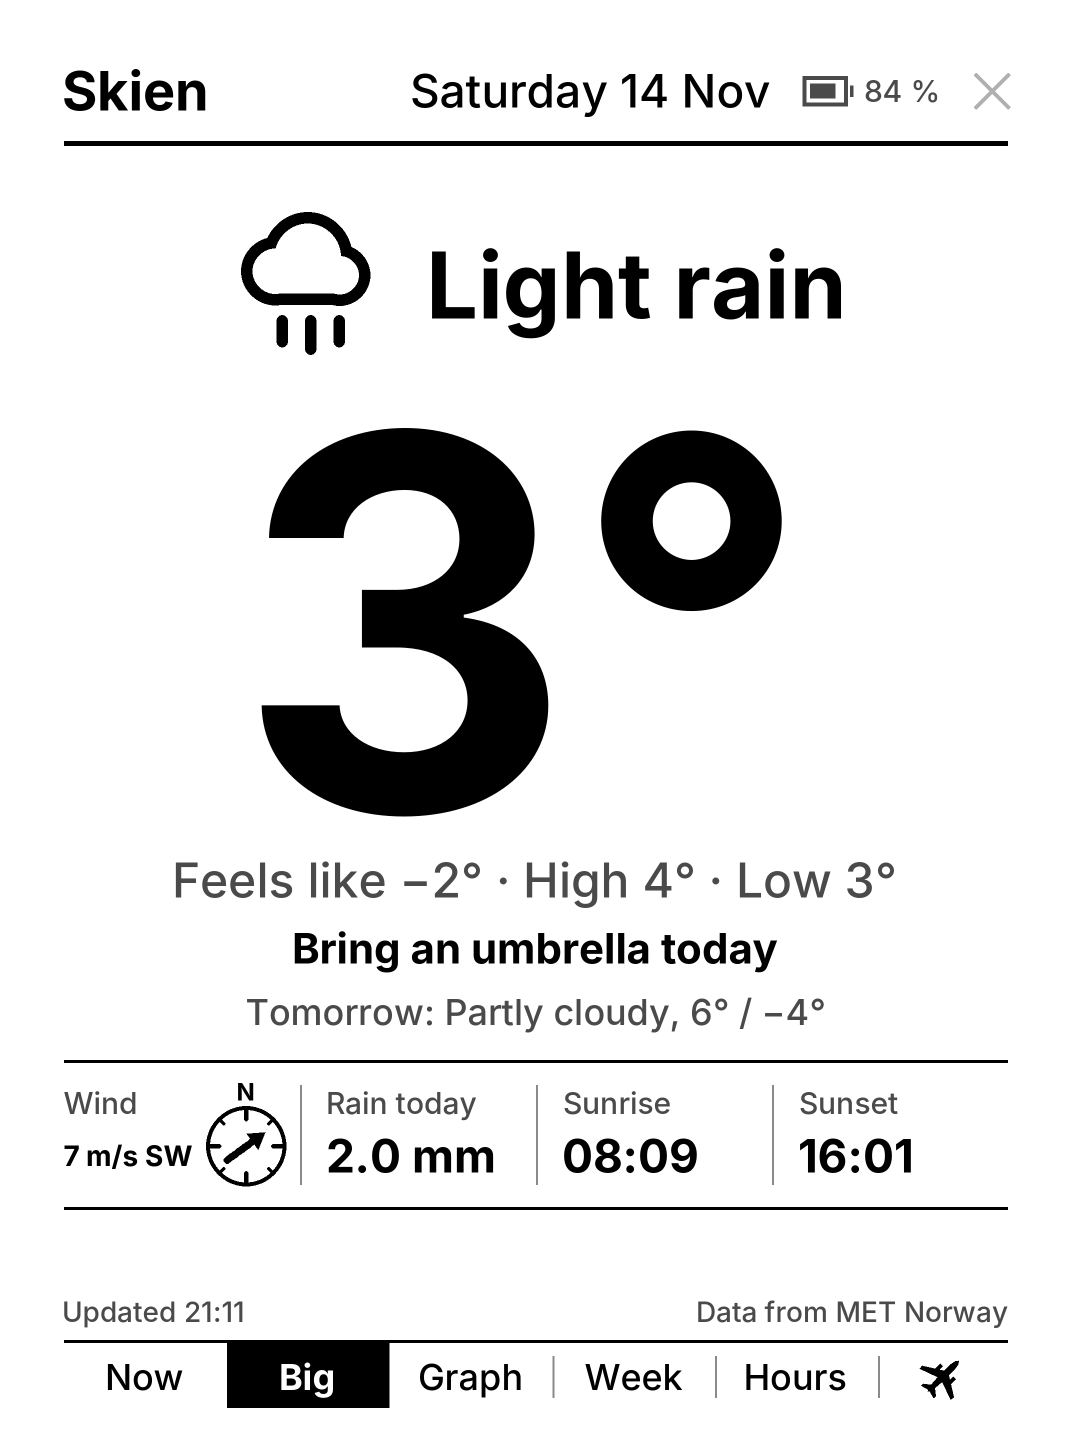 Skien
Saturday 14 Nov
84 %
Light rain
3°
Feels like −2° · High 4° · Low 3°
Bring an umbrella today
Tomorrow: Partly cloudy, 6° / −4°
Wind
7 m/s SW
N
Rain today
2.0 mm
Sunrise
08:09
Sunset
16:01
Updated 21:11
Data from MET Norway
Now
Big
Graph
Week
Hours